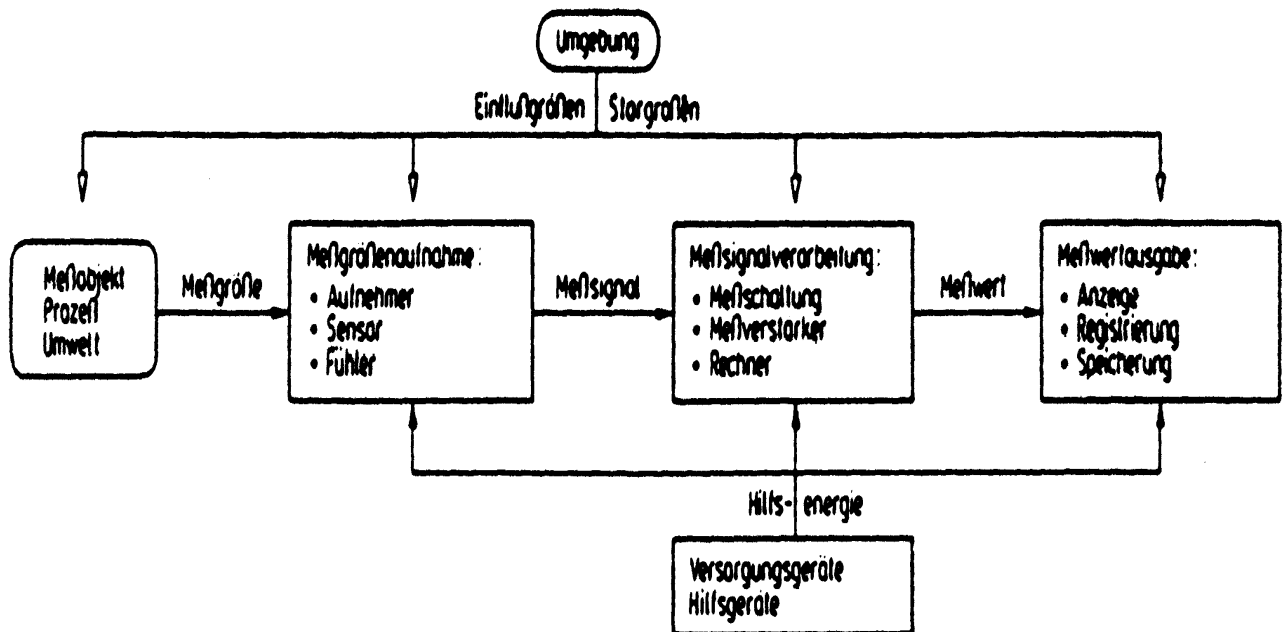 Umgebung
Einflußgrößen Störgrößen
Meßobjekt
Prozeß
Umwelt
Meßgröße
Meßgrößenaufnahme:
• Aufnehmer
• Sensor
• Fühler
Meßsignal
Meßsignalverarbeitung:
• Meßschaltung
• Meßverstärker
• Rechner
Meßwert
Meßwertausgabe:
• Anzeige
• Registrierung
• Speicherung
Hilfs- energie
Versorgungsgeräte
Hilfsgeräte